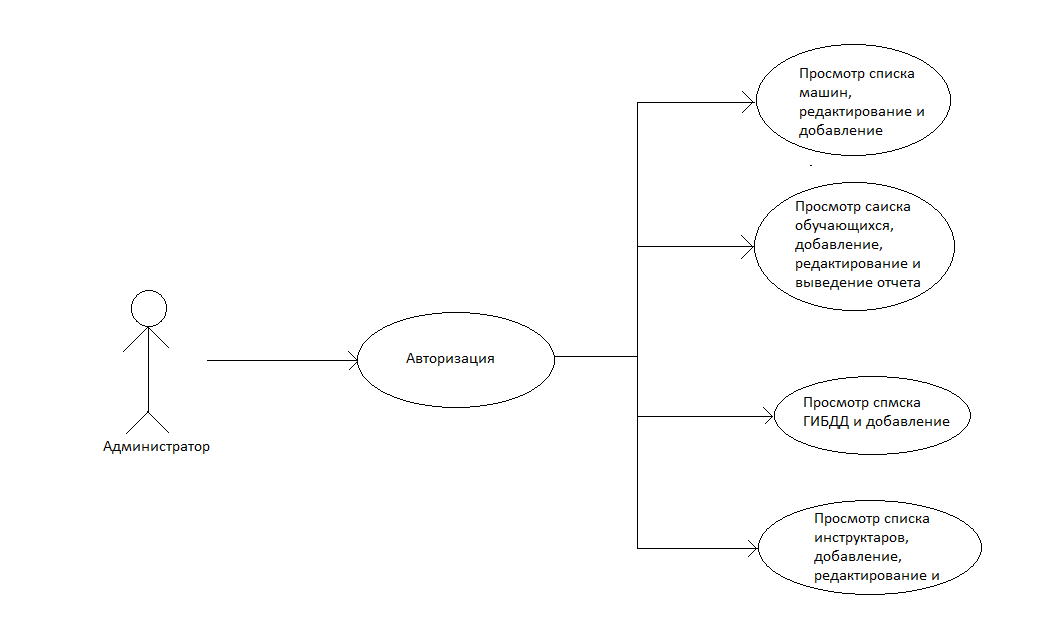 Просмотр списка
машин,
редактирование и
добавление
Просмотр саиска
обучающихся,
добавление,
редактирование и
выведение отчета
Авторизация
Просмотр спмска
ГИБДД и добавление
Администратор
Просмотр списка
инструктаров,
добавление,
редактирование и